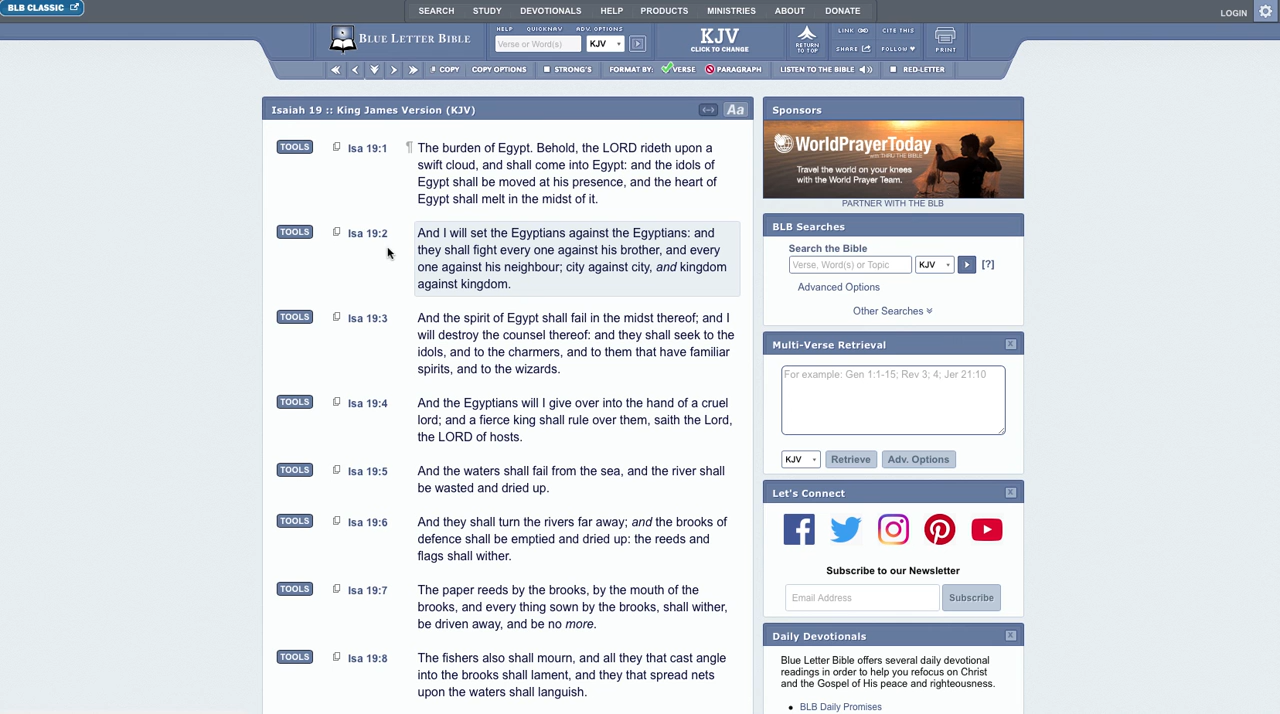 BLB CLASSIC
SEARCH STUDY DEVOTIONALS HELP PRODUCTS MINISTRIES ABOUT DONATE
LOGIN
BLUE LETTER BIBLE
HELP QUICKNAV ADV. OPTIONS
Verse or Word(s) KJV
KJV
CLICK TO CHANGE
RETURN
TO TOP
LINK CITE THIS
SHARE FOLLOW
PRINT
COPY COPY OPTIONS STRONG'S FORMAT BY: VERSE PARAGRAPH LISTEN TO THE BIBLE RED-LETTER
Isaiah 19 :: King James Version (KJV) Aa
TOOLS Isa 19:1 ¶ The burden of Egypt. Behold, the LORD rideth upon a
swift cloud, and shall come into Egypt: and the idols of
Egypt shall be moved at his presence, and the heart of
Egypt shall melt in the midst of it.
TOOLS Isa 19:2 And I will set the Egyptians against the Egyptians: and
they shall fight every one against his brother, and every
one against his neighbour; city against city, and kingdom
against kingdom.
TOOLS Isa 19:3 And the spirit of Egypt shall fail in the midst thereof; and I
will destroy the counsel thereof: and they shall seek to the
idols, and to the charmers, and to them that have familiar
spirits, and to the wizards.
TOOLS Isa 19:4 And the Egyptians will I give over into the hand of a cruel
lord; and a fierce king shall rule over them, saith the Lord,
the LORD of hosts.
TOOLS Isa 19:5 And the waters shall fail from the sea, and the river shall
be wasted and dried up.
TOOLS Isa 19:6 And they shall turn the rivers far away; and the brooks of
defence shall be emptied and dried up: the reeds and
flags shall wither.
TOOLS Isa 19:7 The paper reeds by the brooks, by the mouth of the
brooks, and every thing sown by the brooks, shall wither,
be driven away, and be no more.
TOOLS Isa 19:8 The fishers also shall mourn, and all they that cast angle
into the brooks shall lament, and they that spread nets
upon the waters shall languish.
Sponsors
WorldPrayerToday
with THRU the BIBLE
Travel the world on your knees
with the World Prayer Team.
PARTNER WITH THE BLB
BLB Searches
Search the Bible
Verse, Word(s) or Topic KJV [?]
Advanced Options
Other Searches
Multi-Verse Retrieval X
For example: Gen 1:1-15; Rev 3; 4; Jer 21:10
KJV Retrieve Adv. Options
Let's Connect X
Subscribe to our Newsletter
Email Address Subscribe
Daily Devotionals X
Blue Letter Bible offers several daily devotional
readings in order to help you refocus on Christ
and the Gospel of His peace and righteousness.
• BLB Daily Promises